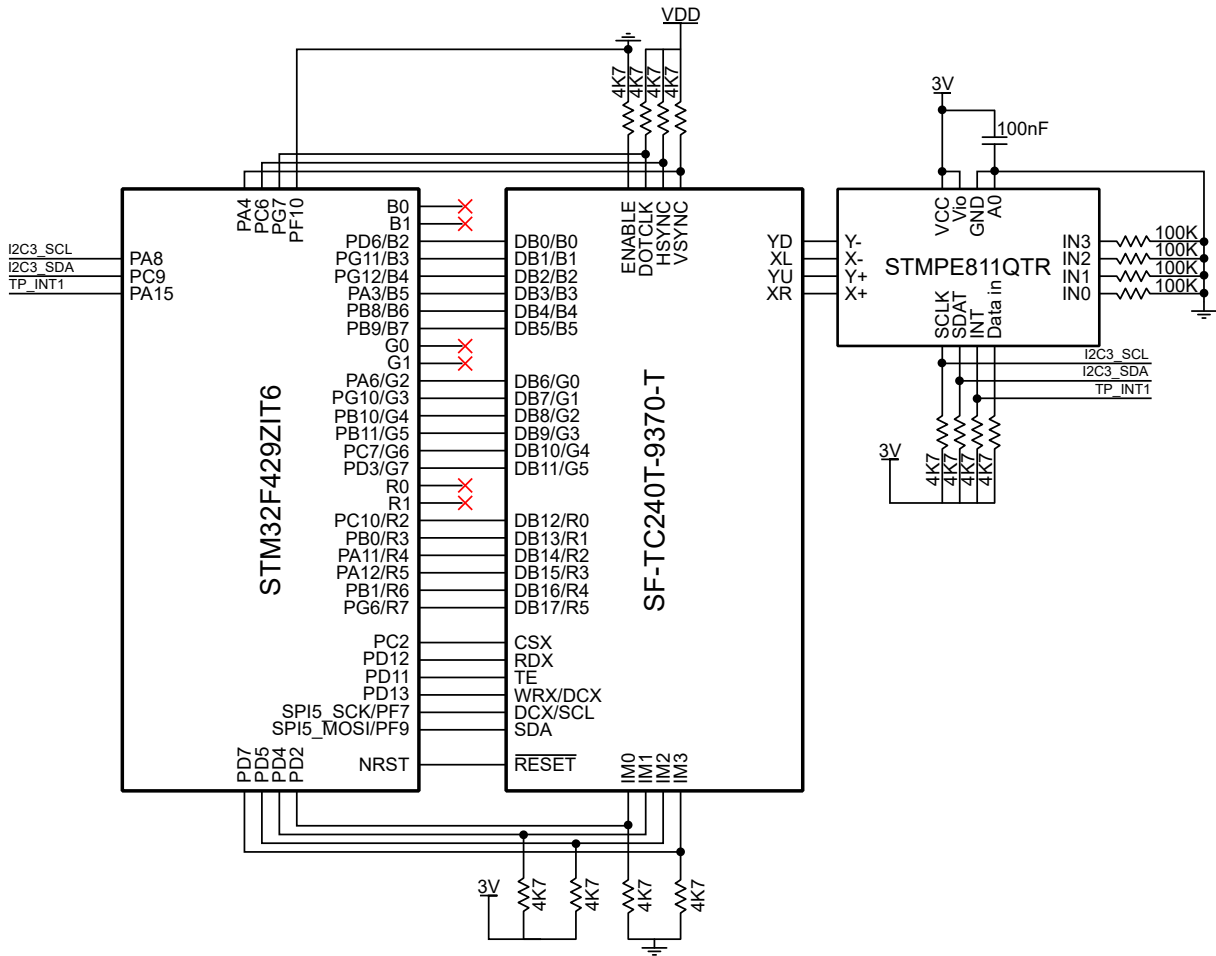 VDD
4K7
4K7
4K7
4K7
3V
100nF
PA4
PC6
PG7
PF10
ENABLE
DOTCLK
HSYNC
VSYNC
VCC
Vio
GND
A0
I2C3_SCL
I2C3_SDA
TP_INT1
PA8
PC9
PA15
STM32F429ZIT6
B0
B1
PD6/B2
PG11/B3
PG12/B4
PA3/B5
PB8/B6
PB9/B7
G0
G1
PA6/G2
PG10/G3
PB10/G4
PB11/G5
PC7/G6
PD3/G7
R0
R1
PC10/R2
PB0/R3
PA11/R4
PA12/R5
PB1/R6
PG6/R7
PC2
PD12
PD11
PD13
SPI5_SCK/PF7
SPI5_MOSI/PF9
NRST
PD7
PD5
PD4
PD2
DB0/B0
DB1/B1
DB2/B2
DB3/B3
DB4/B4
DB5/B5
DB6/G0
DB7/G1
DB8/G2
DB9/G3
DB10/G4
DB11/G5
DB12/R0
DB13/R1
DB14/R2
DB15/R3
DB16/R4
DB17/R5
CSX
RDX
TE
WRX/DCX
DCX/SCL
SDA
RESET
SF-TC240T-9370-T
IM0
IM1
IM2
IM3
YD
XL
YU
XR
Y-
X-
Y+
X+
STMPE811QTR
IN3
IN2
IN1
IN0
100K
100K
100K
100K
SCLK
SDAT
INT
Data in
I2C3_SCL
I2C3_SDA
TP_INT1
3V
4K7
4K7
4K7
4K7
3V
4K7
4K7
4K7
4K7